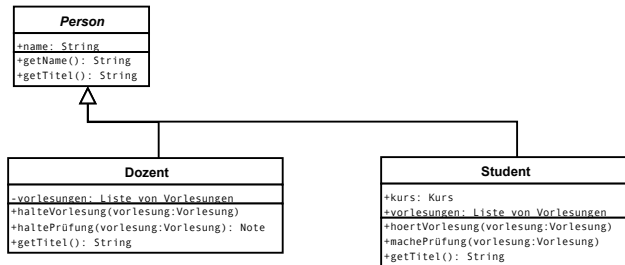 Person
+name: String
+getName(): String
+getTitel(): String
Dozent
-vorlesungen: Liste von Vorlesungen
+halteVorlesung(vorlesung:Vorlesung)
+haltePrüfung(vorlesung:Vorlesung): Note
+getTitel(): String
Student
+kurs: Kurs
+vorlesungen: Liste von Vorlesungen
+hoertVorlesung(vorlesung:Vorlesung)
+machePrüfung(vorlesung:Vorlesung)
+getTitel(): String